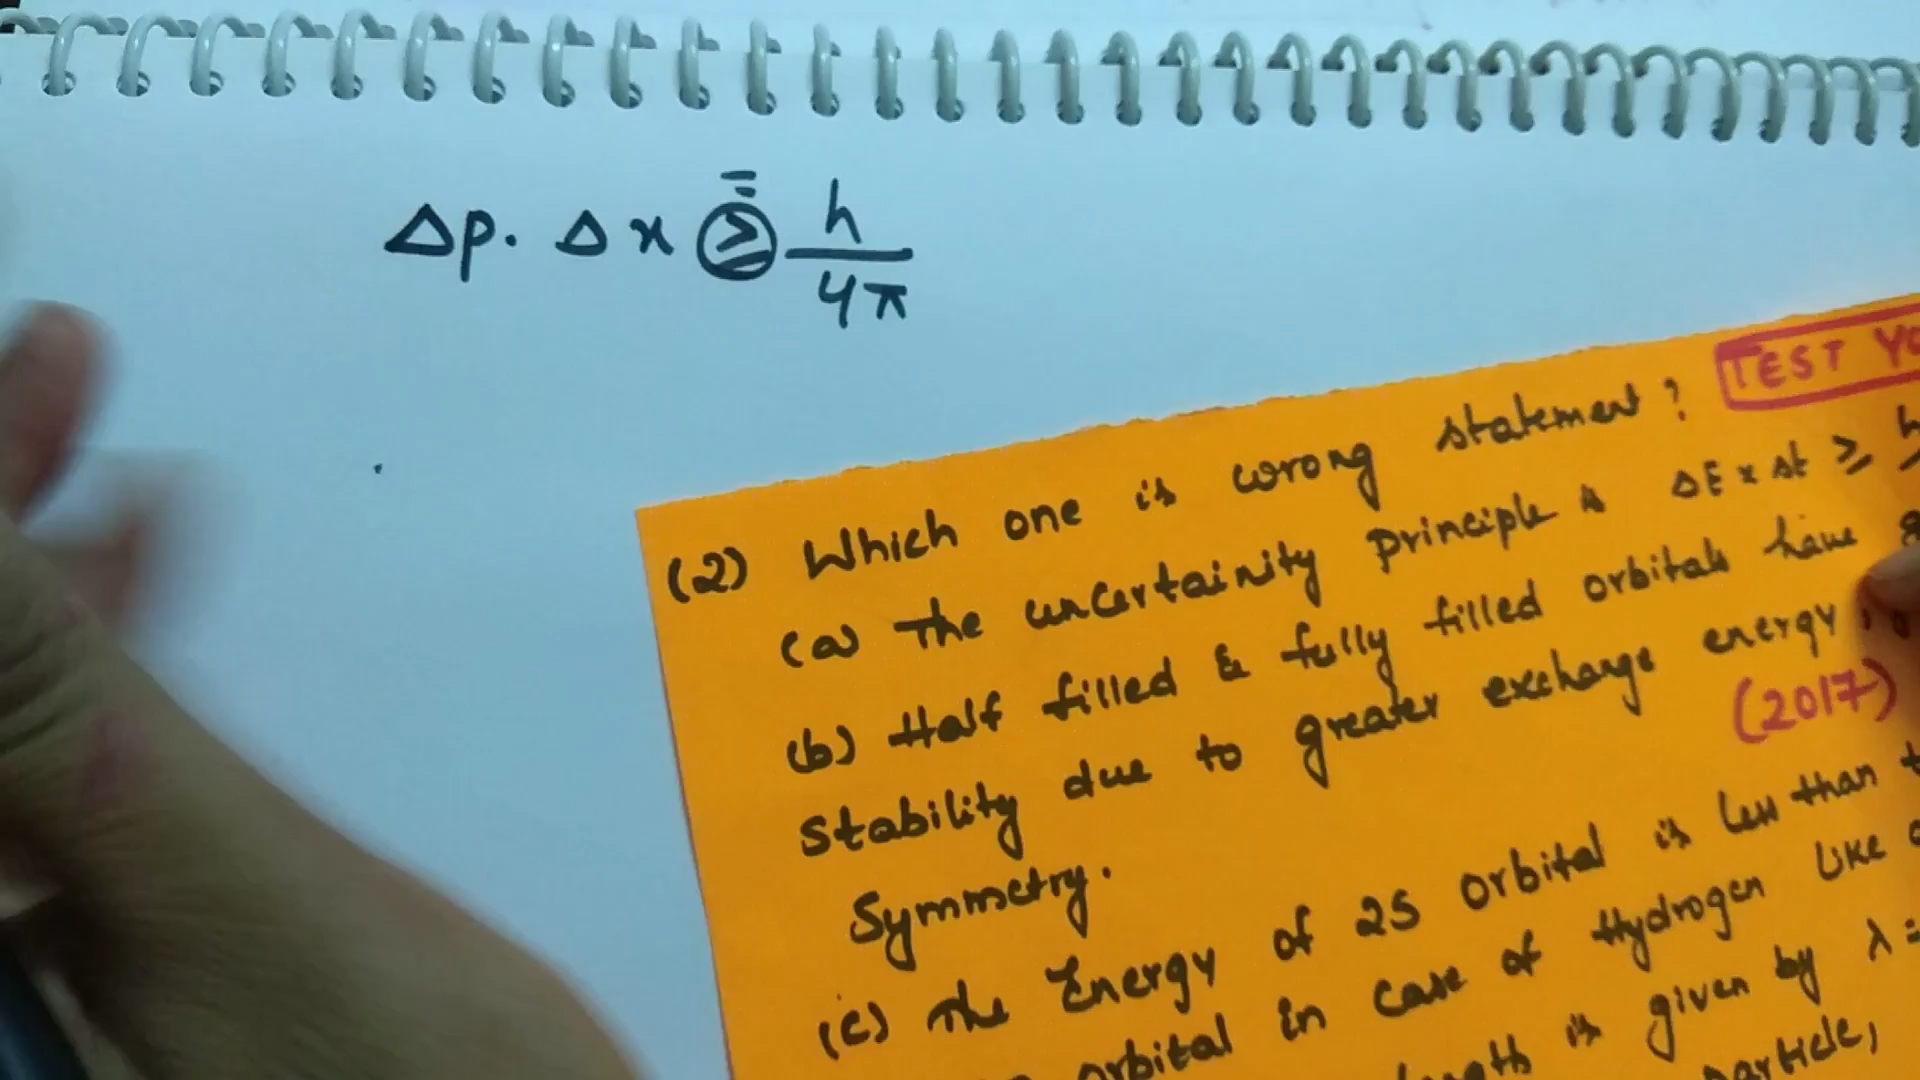 Δp. Δx ≥ h/4π
=
TEST
(2) Which one is wrong statement?
(a) The uncertainity principle is ΔE x Δt ≥ h
(b) Half filled & fully filled orbitals have
Stability due to greater exchange energy,
(2017)
Symmetry.
(c) The Energy of 2S orbital is less than
orbital in case of Hydrogen Like
is given by λ =
particle,